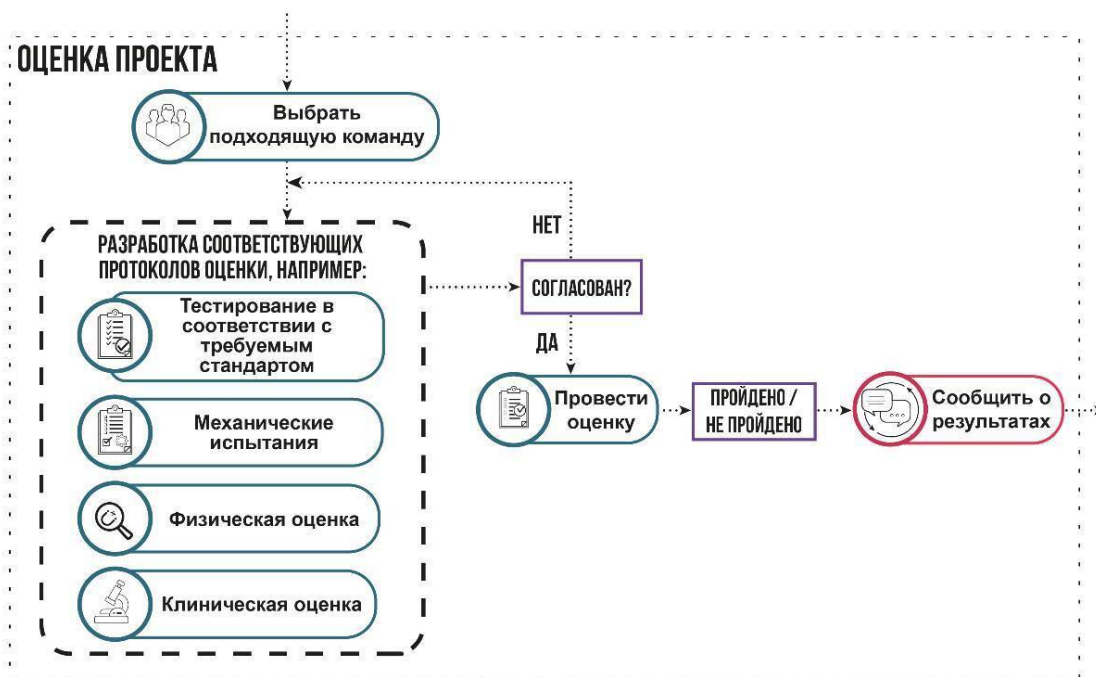 ОЦЕНКА ПРОЕКТА
Выбрать
подходящую команду
РАЗРАБОТКА СООТВЕТСТВУЮЩИХ
ПРОТОКОЛОВ ОЦЕНКИ, НАПРИМЕР:
Тестирование в
соответствии с
требуемым
стандартом
Механические
испытания
Физическая оценка
Клиническая оценка
НЕТ
СОГЛАСОВАН?
ДА
Провести
оценку
ПРОЙДЕНО /
НЕ ПРОЙДЕНО
Сообщить о
результатах